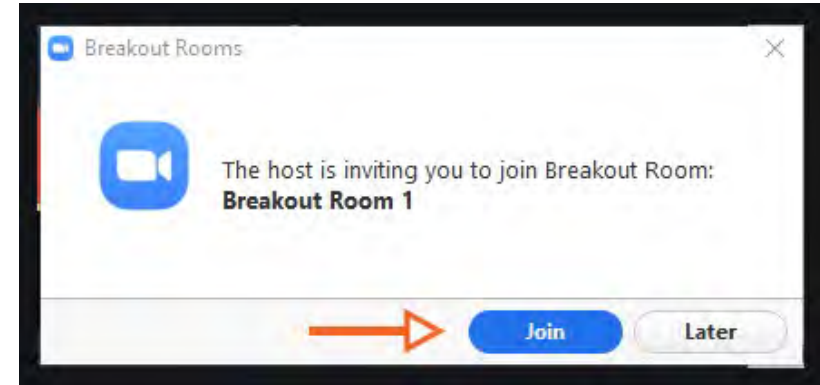 Breakout Rooms
The host is inviting you to join Breakout Room:
Breakout Room 1
Join Later